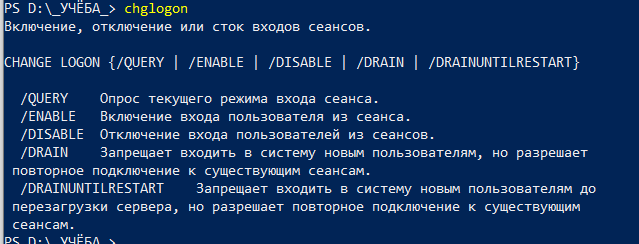 PS D:\_УЧЁБА_> chglogon
Включение, отключение или сток входов сеансов.
CHANGE LOGON {/QUERY | /ENABLE | /DISABLE | /DRAIN | /DRAINUNTILRESTART}
/QUERY Опрос текущего режима входа сеанса.
/ENABLE Включение входа пользователя из сеанса.
/DISABLE Отключение входа пользователей из сеансов.
/DRAIN Запрещает входить в систему новым пользователям, но разрешает
повторное подключение к существующим сеансам.
/DRAINUNTILRESTART Запрещает входить в систему новым пользователям до
перезагрузки сервера, но разрешает повторное подключение к существующим
сеансам.
PS D:\_УЧЁБА_>